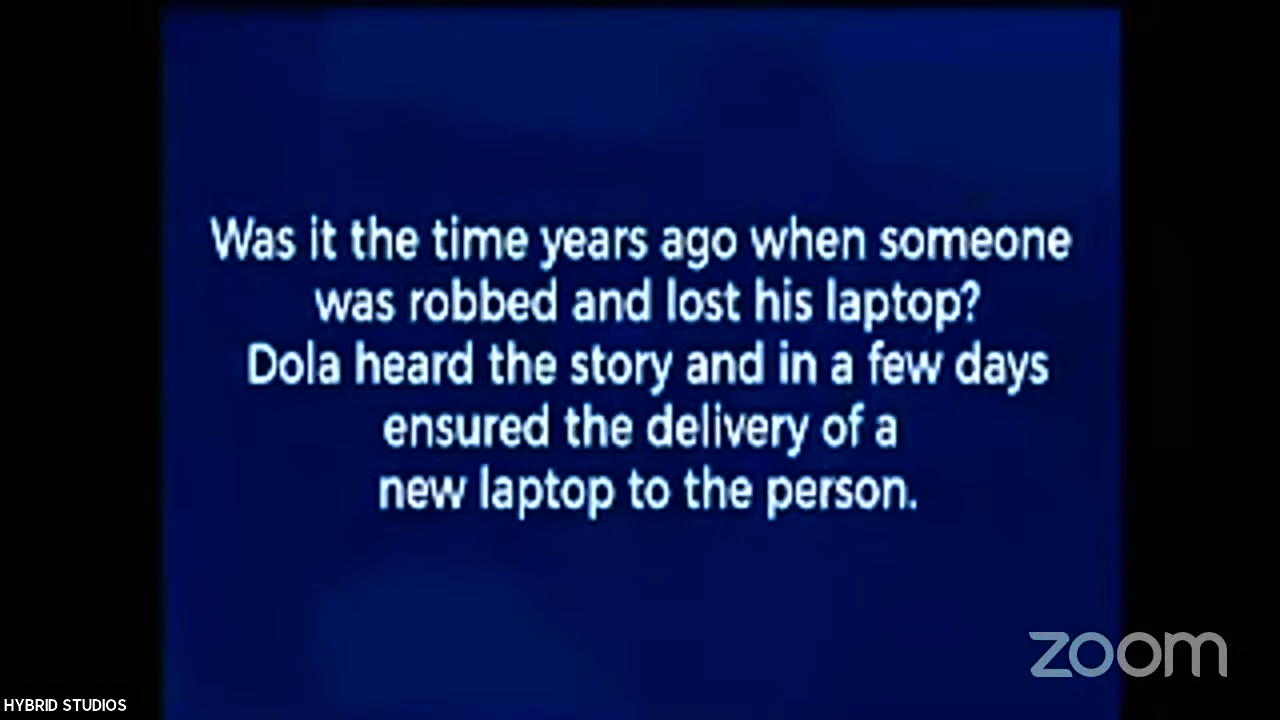 Was it the time years ago when someone
was robbed and lost his laptop?
Dola heard the story and in a few days
ensured the delivery of a
new laptop to the person.
zoom
HYBRID STUDIOS